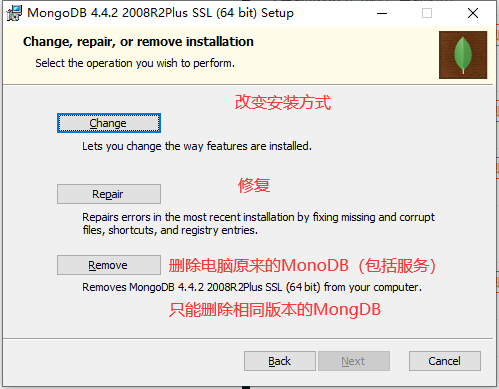 MongoDB 4.4.2 2008R2Plus SSL (64 bit) Setup
Change, repair, or remove installation
Select the operation you wish to perform.
改变安装方式
Change
Lets you change the way features are installed.
修复
Repair
Repairs errors in the most recent installation by fixing missing and corrupt
files, shortcuts, and registry entries.
Remove
删除电脑原来的MonoDB（包括服务）
Removes MongoDB 4.4.2 2008R2Plus SSL (64 bit) from your computer.
只能删除相同版本的MongDB
Back
Next
Cancel